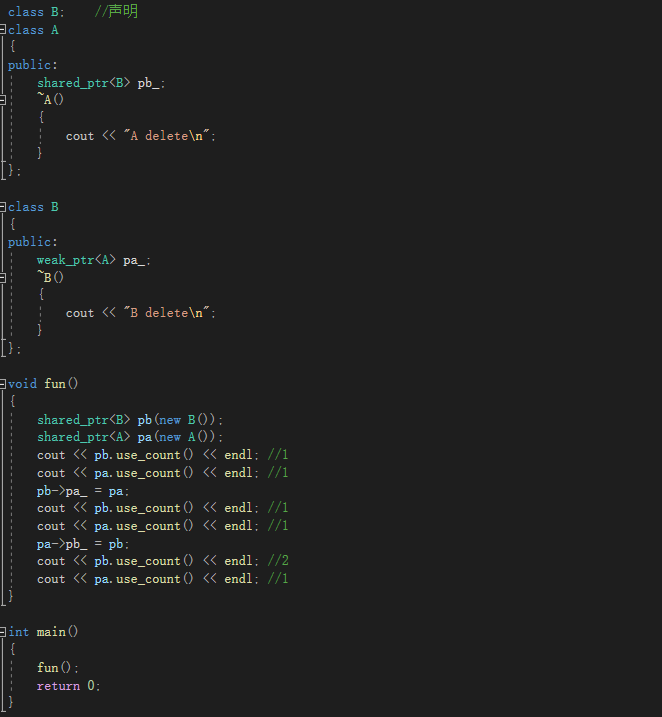 class B;    //声明
class A
{
public:
    shared_ptr<B> pb_;
    ~A()
    {
        cout << "A delete\n";
    }
};

class B
{
public:
    weak_ptr<A> pa_;
    ~B()
    {
        cout << "B delete\n";
    }
};

void fun()
{
    shared_ptr<B> pb(new B());
    shared_ptr<A> pa(new A());
    cout << pb.use_count() << endl; //1
    cout << pa.use_count() << endl; //1
    pb->pa_ = pa;
    cout << pb.use_count() << endl; //1
    cout << pa.use_count() << endl; //1
    pa->pb_ = pb;
    cout << pb.use_count() << endl; //2
    cout << pa.use_count() << endl; //1
}

int main()
{
    fun();
    return 0;
}